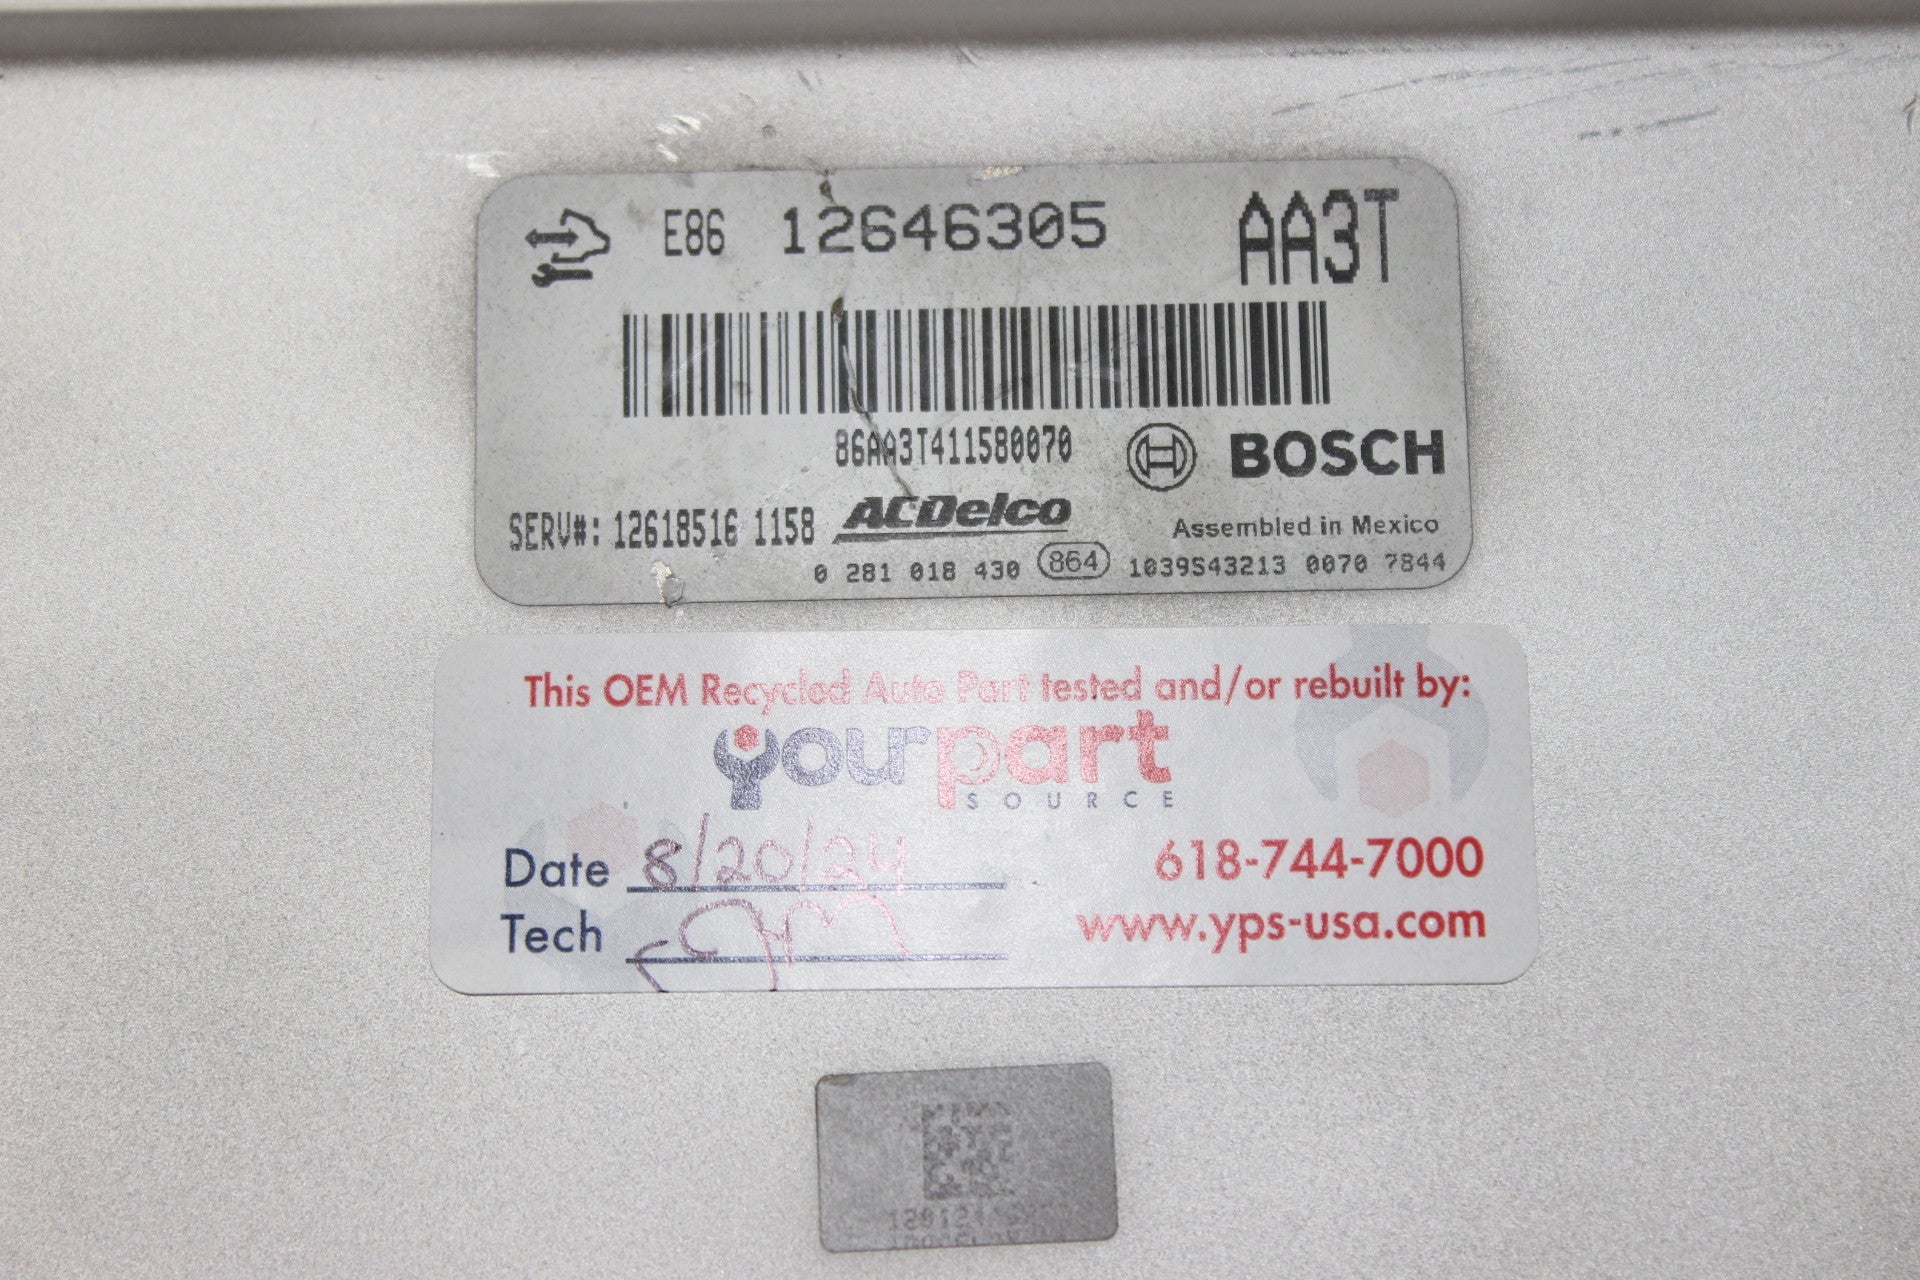 E86 12646305 AA3T
86AA3T411580070
BOSCH
SERV#: 12618516 1158 ACDelco
Assembled in Mexico
0 281 018 430 864 1039S43213 0070 7844
This OEM Recycled Auto Part tested and/or rebuilt by:
yourpart
SOURCE
Date 8/20/24 618-744-7000
Tech www.yps-usa.com